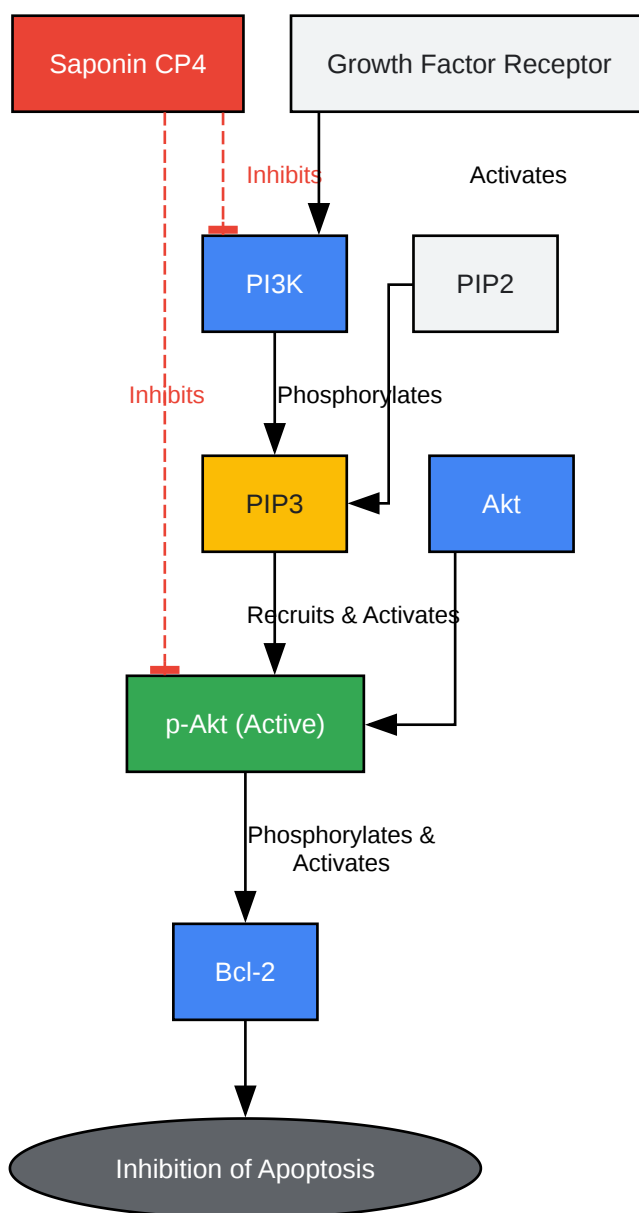 Saponin CP4
Growth Factor Receptor
Inhibits
Activates
PI3K
PIP2
Inhibits
Phosphorylates
PIP3
Akt
Recruits & Activates
p-Akt (Active)
Phosphorylates &
Activates
Bcl-2
Inhibition of Apoptosis